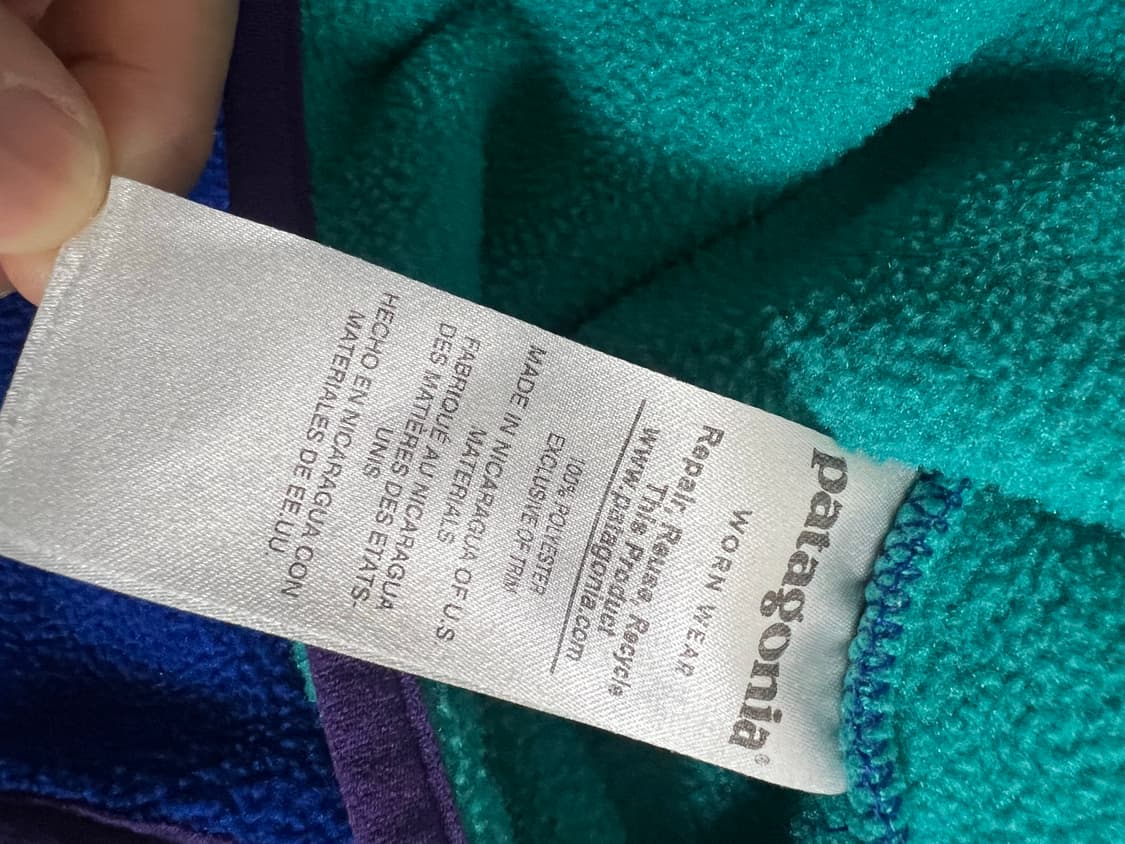 patagonia®
WORN WEAR
Repair, Reuse, Recycle
This Product
www.patagonia.com
100% POLYESTER
EXCLUSIVE OF TRIM
MADE IN NICARAGUA OF U.S.
MATERIALS
FABRIQUÉ AU NICARAGUA
DES MATIÈRES DES ETATS-
UNIS
HECHO EN NICARAGUA CON
MATERIALES DE EE.UU.